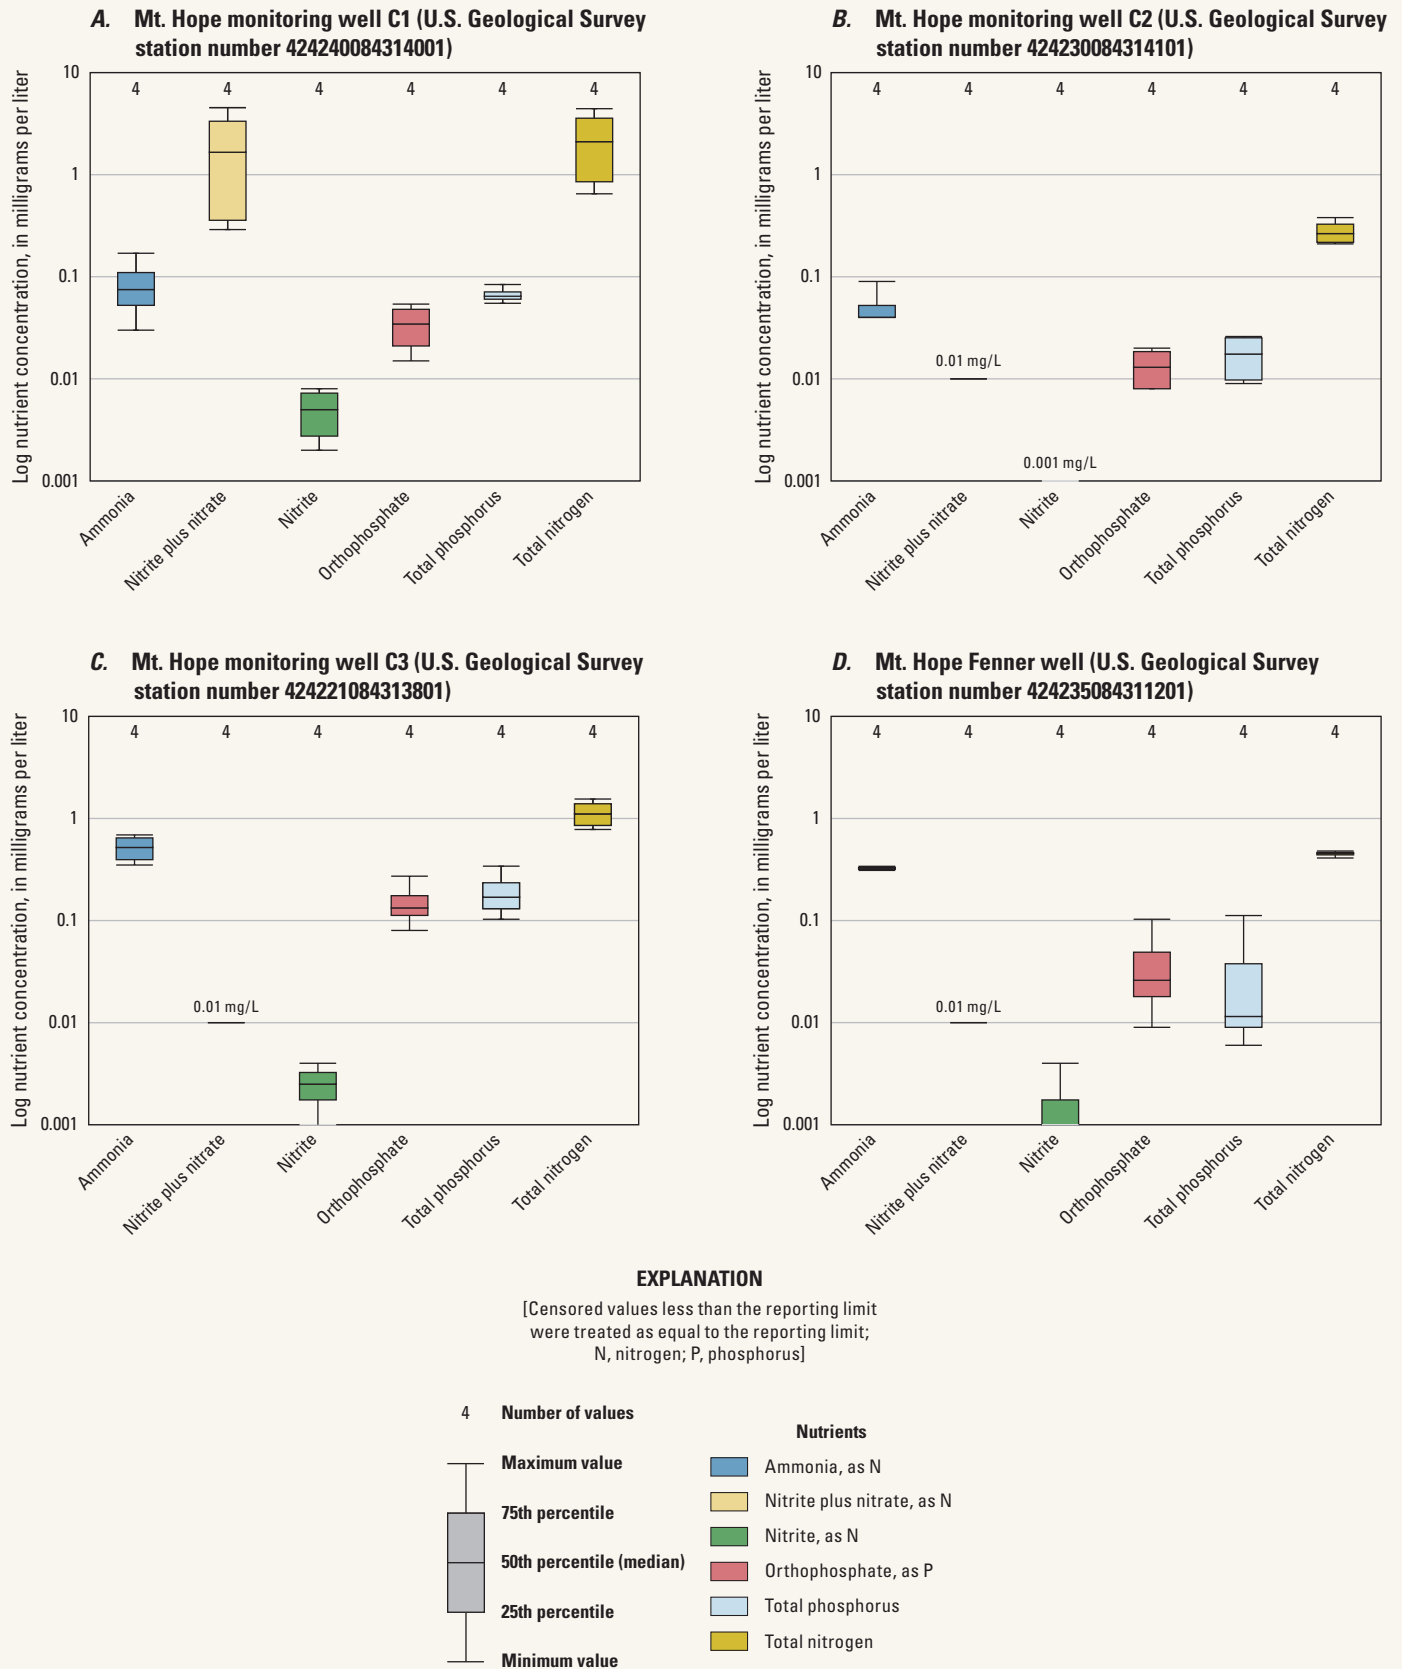 A. Mt. Hope monitoring well C1 (U.S. Geological Survey
station number 424240084314001)
Log nutrient concentration, in milligrams per liter
10
1
0.1
0.01
0.001
4 4 4 4 4 4
Ammonia
Nitrite plus nitrate
Nitrite
Orthophosphate
Total phosphorus
Total nitrogen
B. Mt. Hope monitoring well C2 (U.S. Geological Survey
station number 424230084314101)
Log nutrient concentration, in milligrams per liter
10
1
0.1
0.01
0.001
4 4 4 4 4 4
0.01 mg/L
0.001 mg/L
Ammonia
Nitrite plus nitrate
Nitrite
Orthophosphate
Total phosphorus
Total nitrogen
C. Mt. Hope monitoring well C3 (U.S. Geological Survey
station number 424221084313801)
Log nutrient concentration, in milligrams per liter
10
1
0.1
0.01
0.001
4 4 4 4 4 4
0.01 mg/L
Ammonia
Nitrite plus nitrate
Nitrite
Orthophosphate
Total phosphorus
Total nitrogen
D. Mt. Hope Fenner well (U.S. Geological Survey
station number 424235084311201)
Log nutrient concentration, in milligrams per liter
10
1
0.1
0.01
0.001
4 4 4 4 4 4
0.01 mg/L
Ammonia
Nitrite plus nitrate
Nitrite
Orthophosphate
Total phosphorus
Total nitrogen
EXPLANATION
[Censored values less than the reporting limit
were treated as equal to the reporting limit;
N, nitrogen; P, phosphorus]
4 Number of values
Maximum value
75th percentile
50th percentile (median)
25th percentile
Minimum value
Nutrients
Ammonia, as N
Nitrite plus nitrate, as N
Nitrite, as N
Orthophosphate, as P
Total phosphorus
Total nitrogen